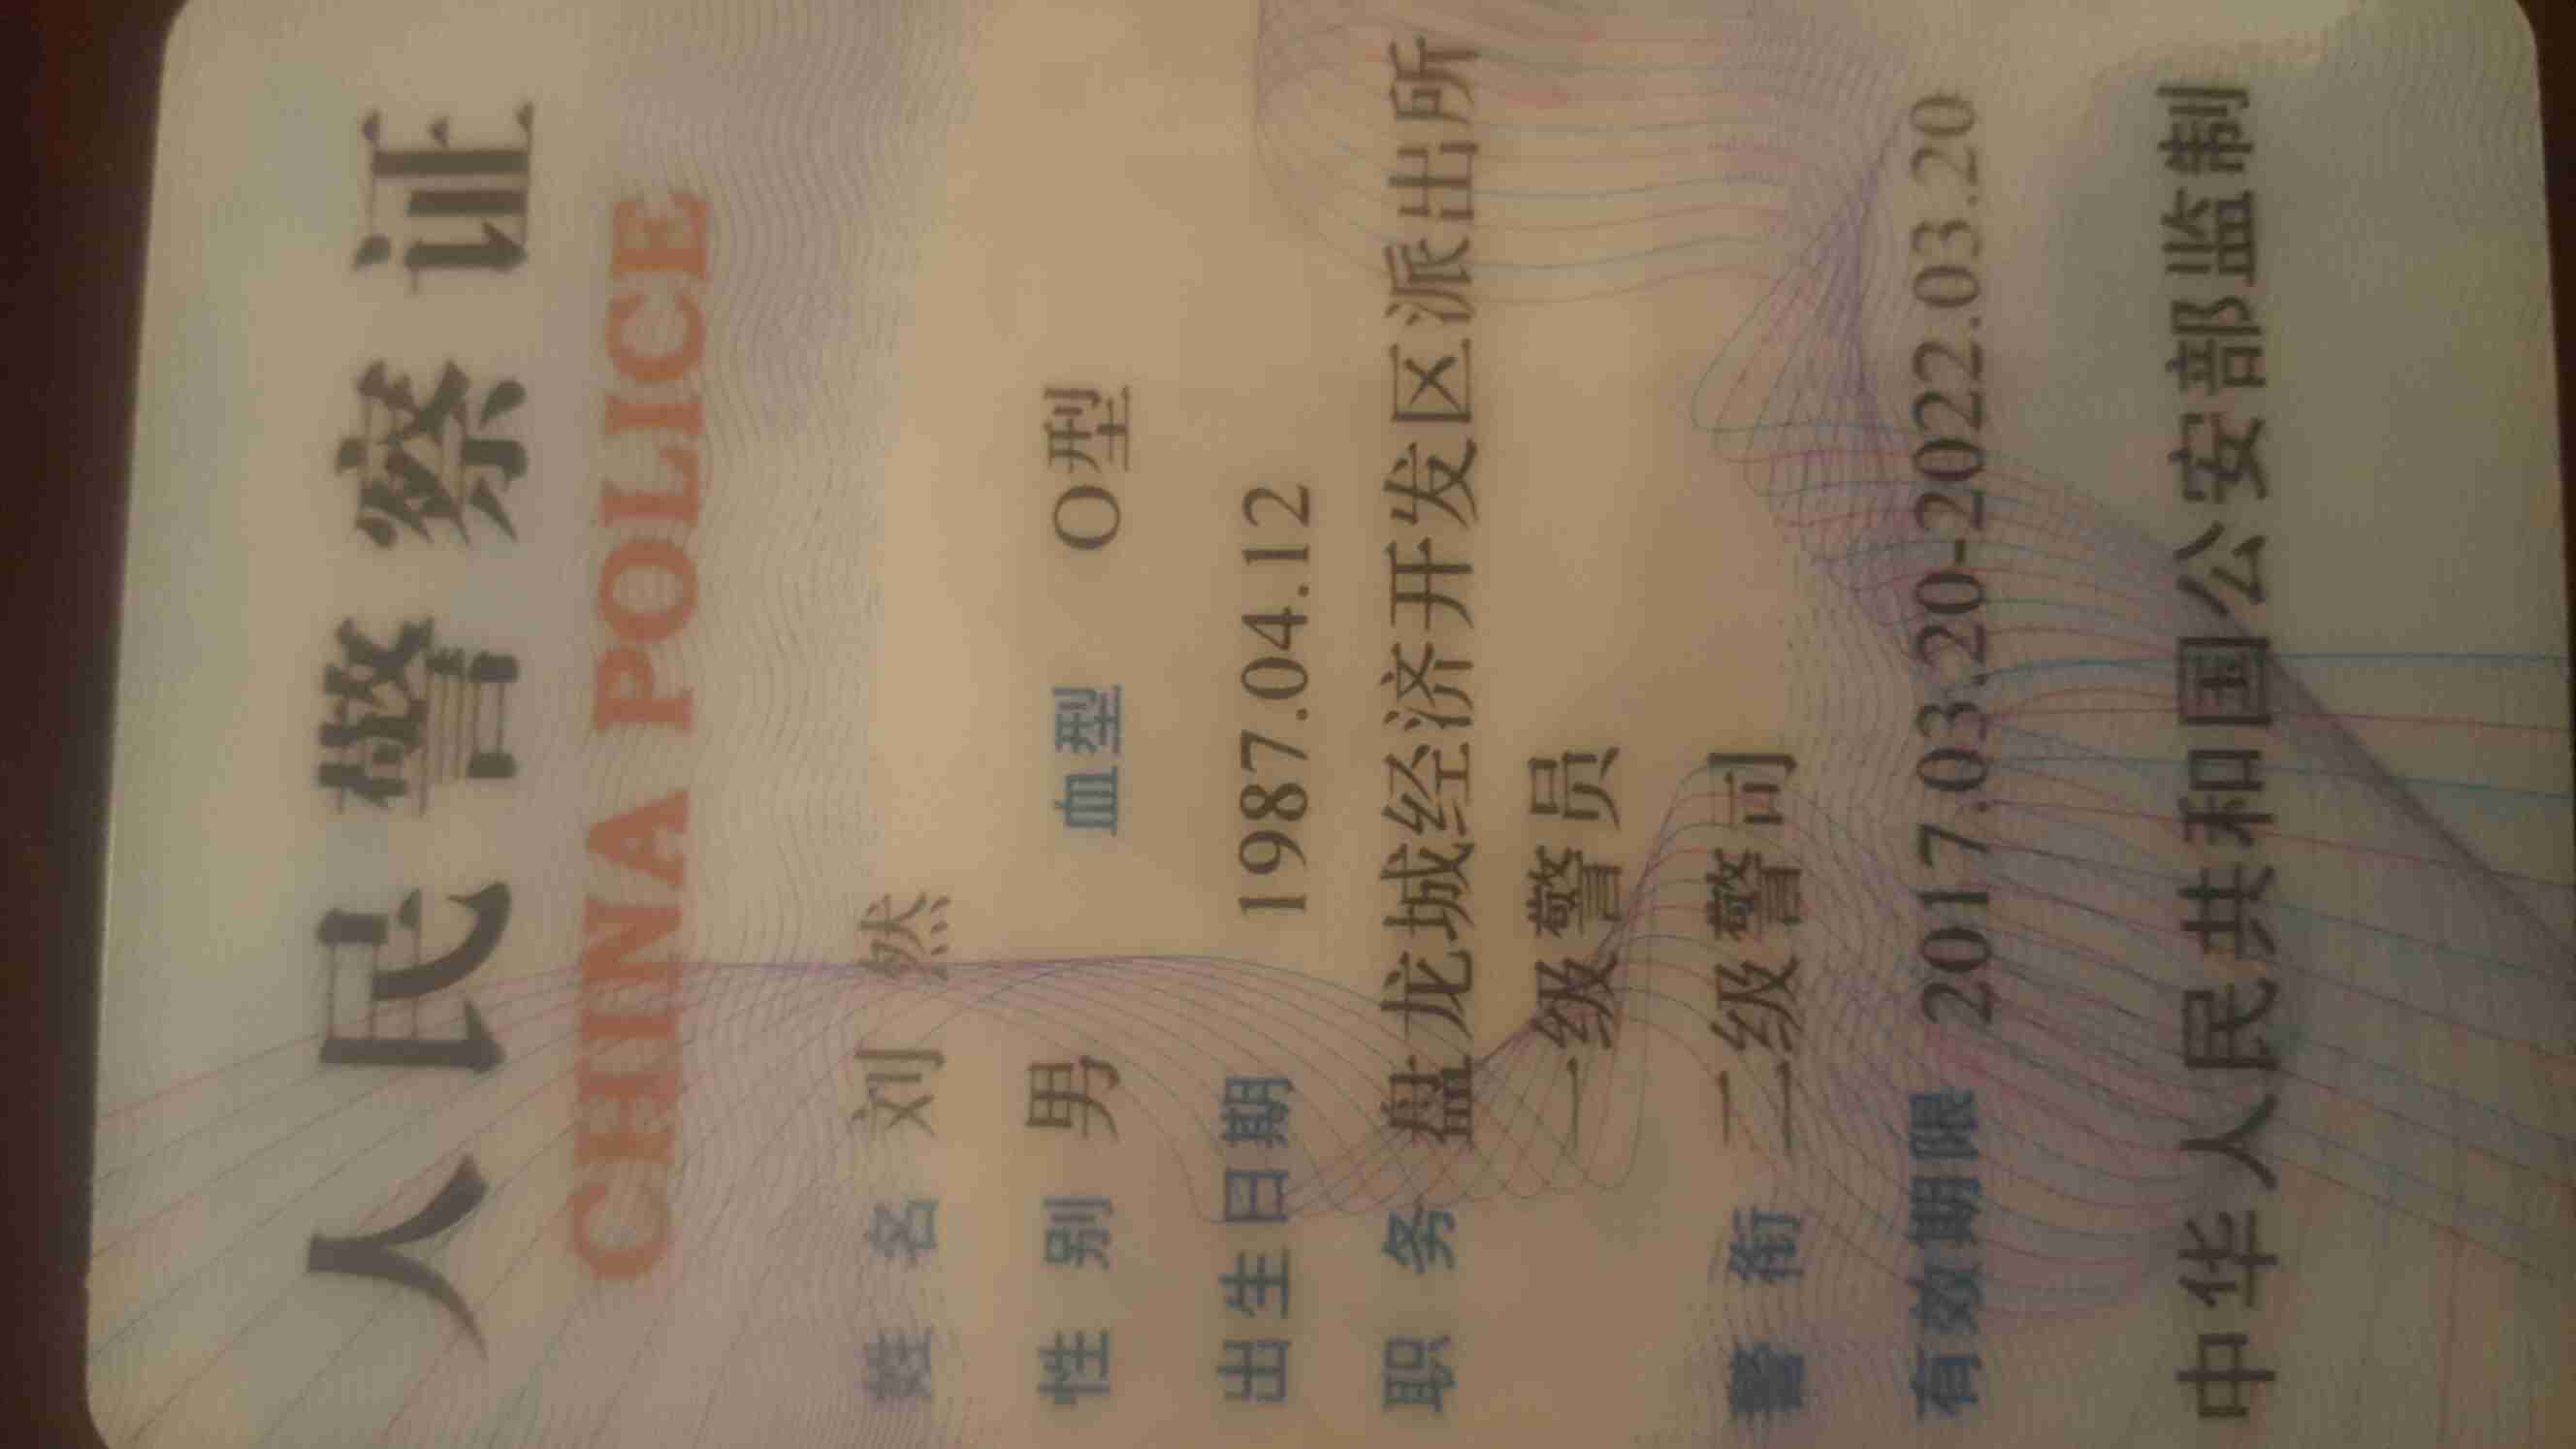 人民警察证
CHINA POLICE
姓 名 刘 然
性 别 男 血型 O型
出生日期 1987.04.12
职 务 盘龙城经济开发区派出所
一级警员
警 衔 二级警司
有效期限 2017.03.20-2022.03.20
中华人民共和国公安部监制